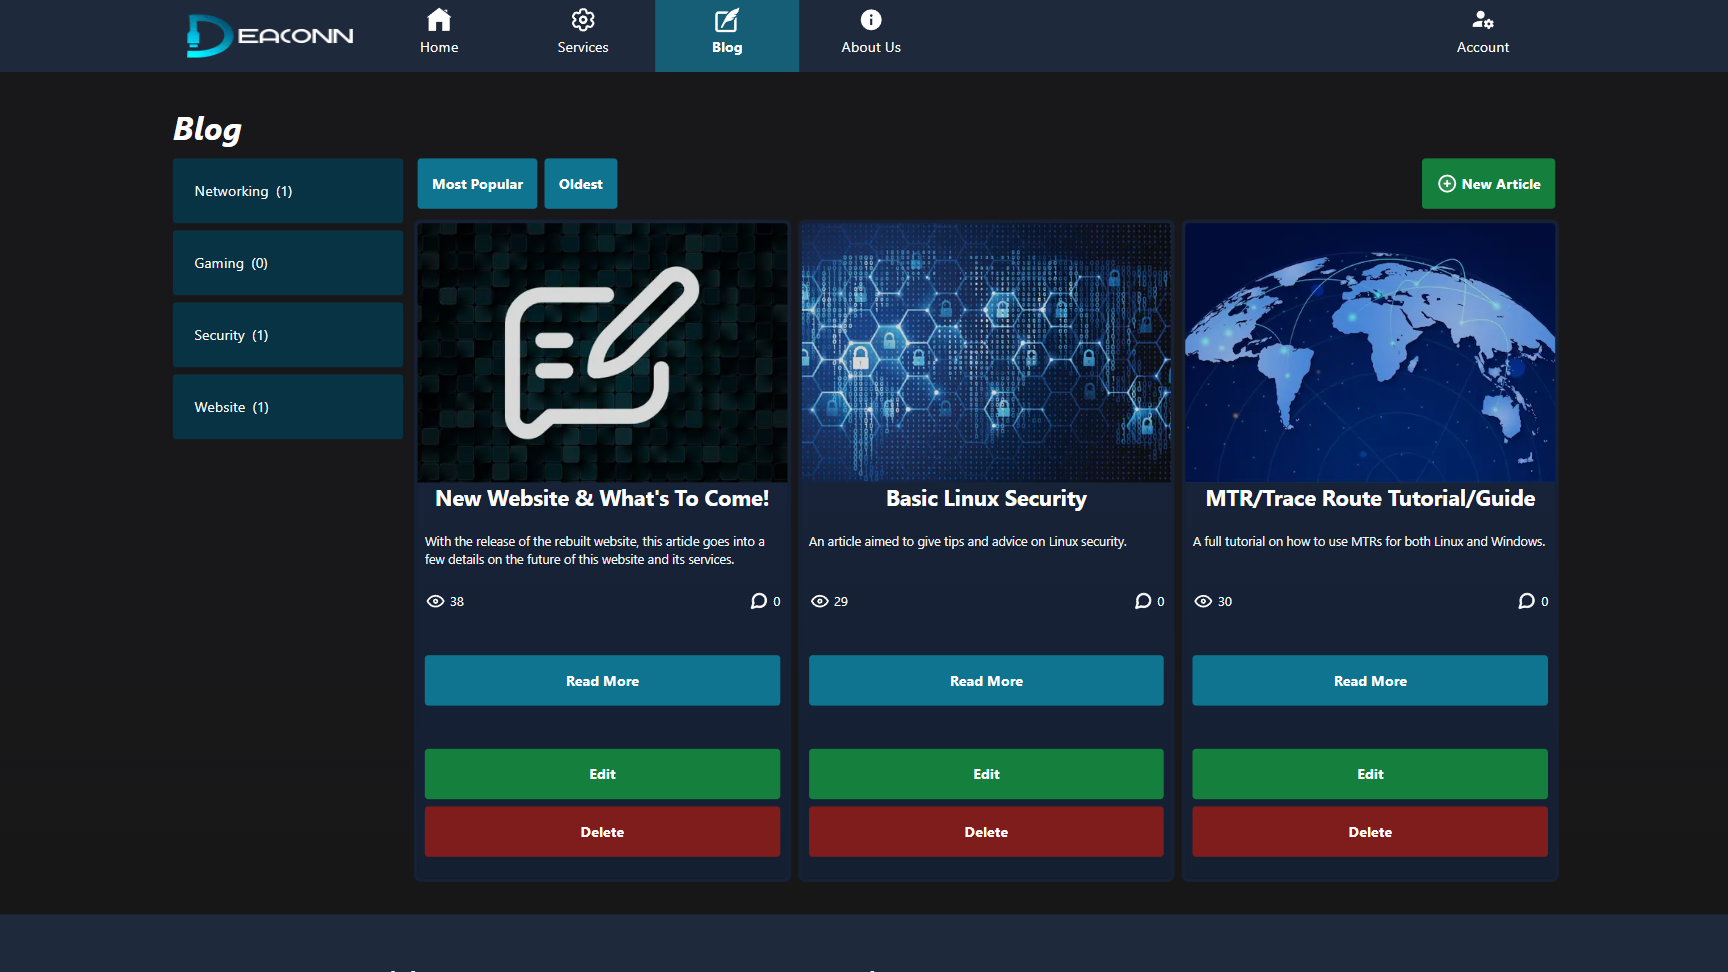 DEACONN
Home
Services
Blog
About Us
Account
Blog
Networking (1)
Gaming (0)
Security (1)
Website (1)
Most Popular
Oldest
New Article
New Website & What's To Come!
With the release of the rebuilt website, this article goes into a
few details on the future of this website and its services.
38
0
Read More
Edit
Delete
Basic Linux Security
An article aimed to give tips and advice on Linux security.
29
0
Read More
Edit
Delete
MTR/Trace Route Tutorial/Guide
A full tutorial on how to use MTRs for both Linux and Windows.
30
0
Read More
Edit
Delete